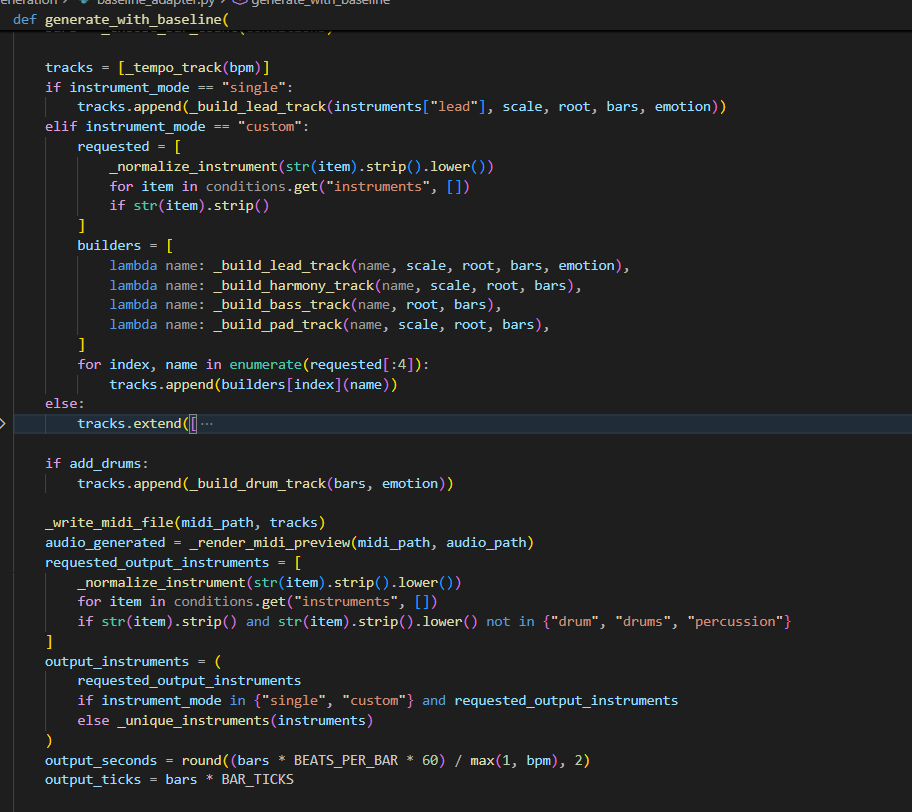 eneration > baseline_adapter.py > generate_with_baseline
def generate_with_baseline(
tracks = [_tempo_track(bpm)]
if instrument_mode == "single":
tracks.append(_build_lead_track(instruments["lead"], scale, root, bars, emotion))
elif instrument_mode == "custom":
requested = [
_normalize_instrument(str(item).strip().lower())
for item in conditions.get("instruments", [])
if str(item).strip()
]
builders = [
lambda name: _build_lead_track(name, scale, root, bars, emotion),
lambda name: _build_harmony_track(name, scale, root, bars),
lambda name: _build_bass_track(name, root, bars),
lambda name: _build_pad_track(name, scale, root, bars),
]
for index, name in enumerate(requested[:4]):
tracks.append(builders[index](name))
else:
tracks.extend([ ···
if add_drums:
tracks.append(_build_drum_track(bars, emotion))
_write_midi_file(midi_path, tracks)
audio_generated = _render_midi_preview(midi_path, audio_path)
requested_output_instruments = [
_normalize_instrument(str(item).strip().lower())
for item in conditions.get("instruments", [])
if str(item).strip() and str(item).strip().lower() not in {"drum", "drums", "percussion"}
]
output_instruments = (
requested_output_instruments
if instrument_mode in {"single", "custom"} and requested_output_instruments
else _unique_instruments(instruments)
)
output_seconds = round((bars * BEATS_PER_BAR * 60) / max(1, bpm), 2)
output_ticks = bars * BAR_TICKS